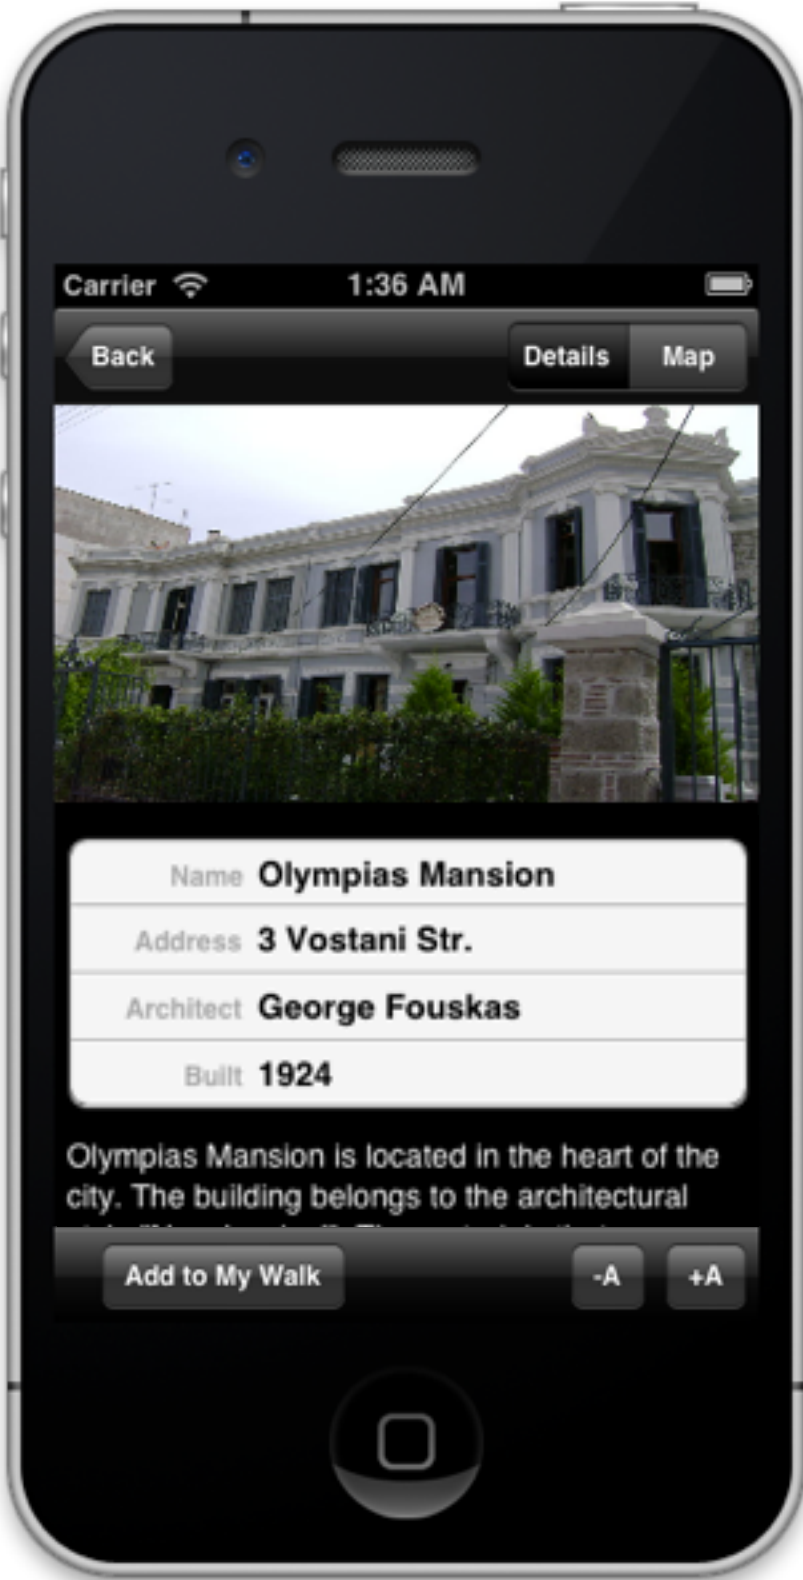 Carrier 1:36 AM
Back Details Map
Name Olympias Mansion
Address 3 Vostani Str.
Architect George Fouskas
Built 1924
Olympias Mansion is located in the heart of the
city. The building belongs to the architectural
Add to My Walk -A +A